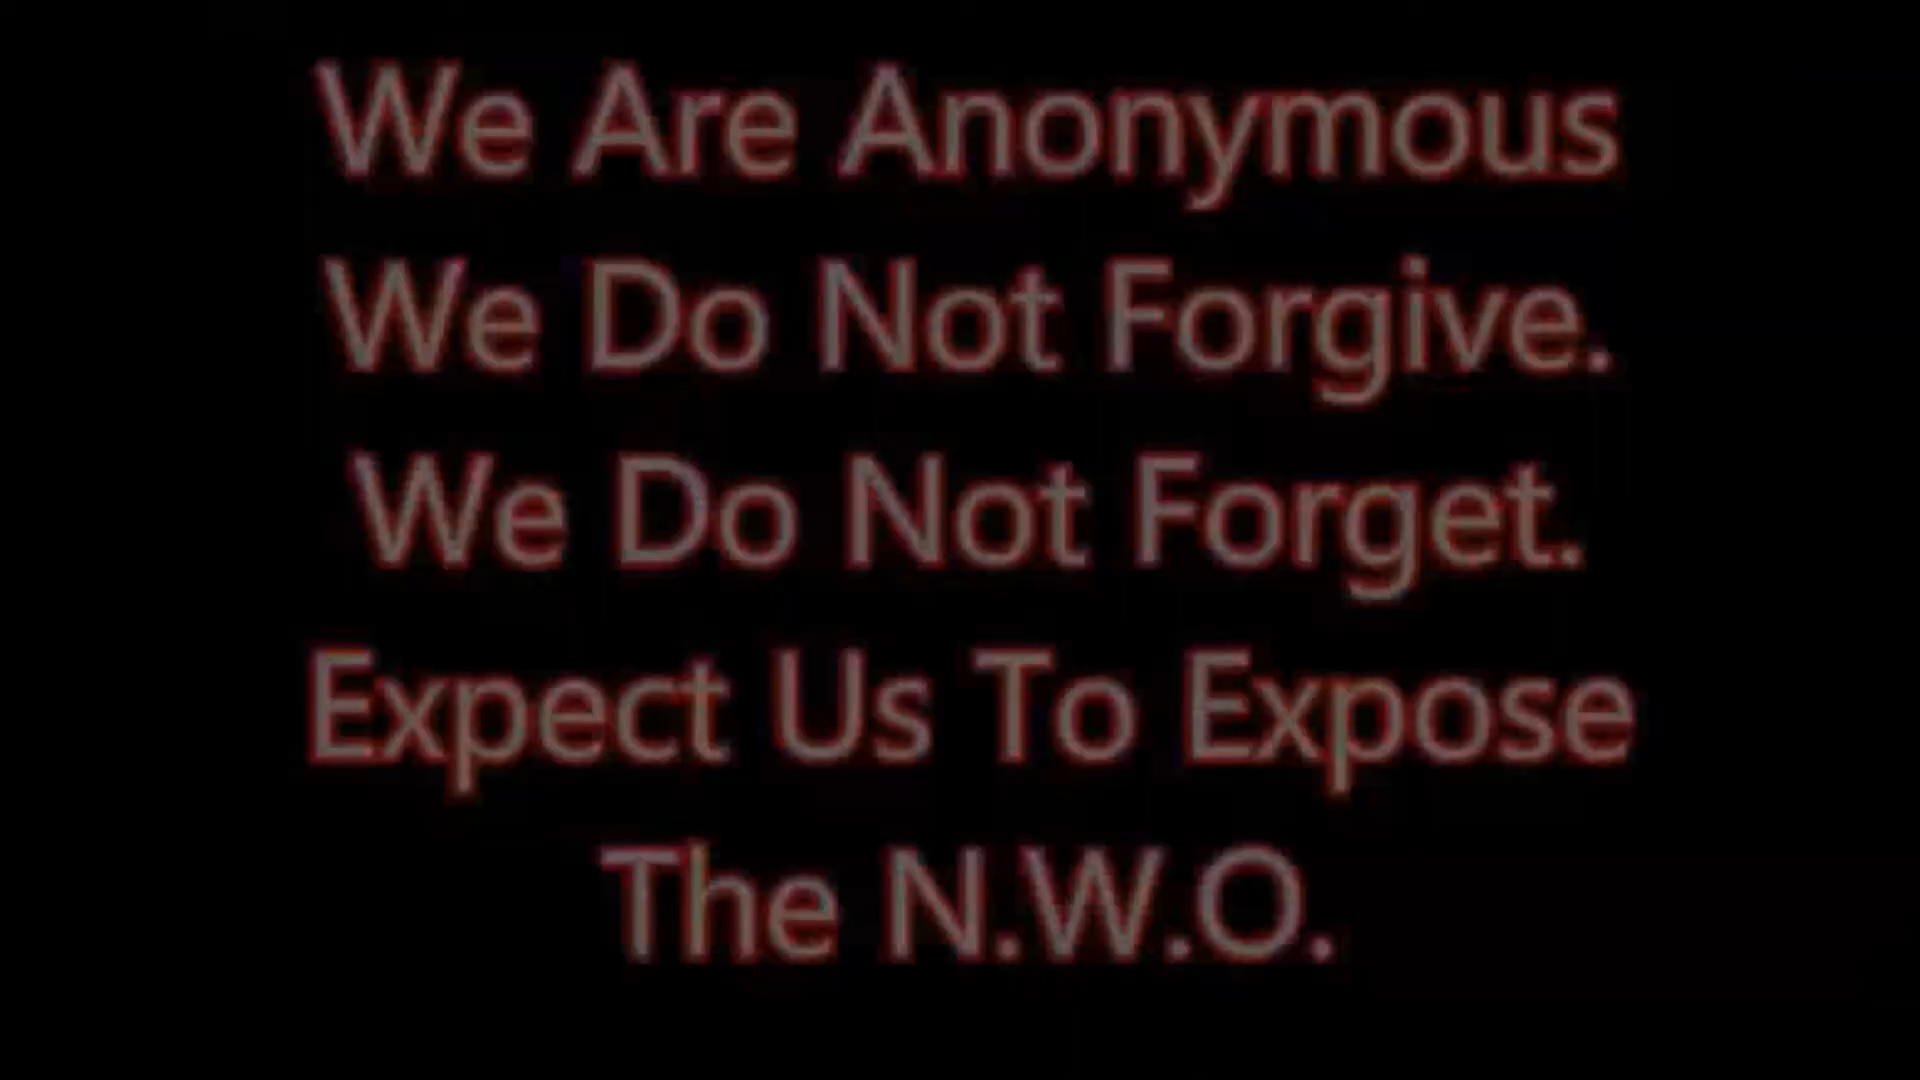 We Are Anonymous
We Do Not Forgive.
We Do Not Forget.
Expect Us To Expose
The N.W.O.